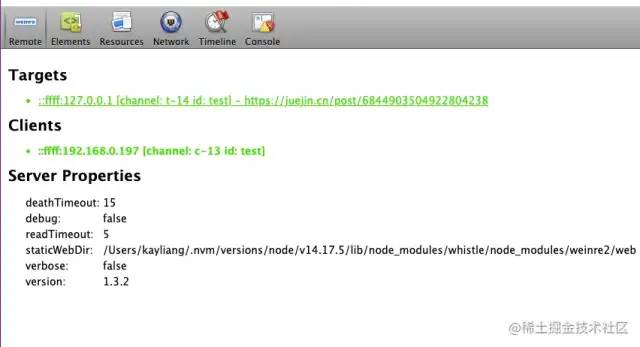 weinre
Remote Elements Resources Network Timeline Console
Targets
• ::ffff:127.0.0.1 [channel: t-14 id: test] - https://juejin.cn/post/6844903504922804238
Clients
• ::ffff:192.168.0.197 [channel: c-13 id: test]
Server Properties
deathTimeout: 15
debug: false
readTimeout: 5
staticWebDir: /Users/kayliang/.nvm/versions/node/v14.17.5/lib/node_modules/whistle/node_modules/weinre2/web
verbose: false
version: 1.3.2
@稀土掘金技术社区